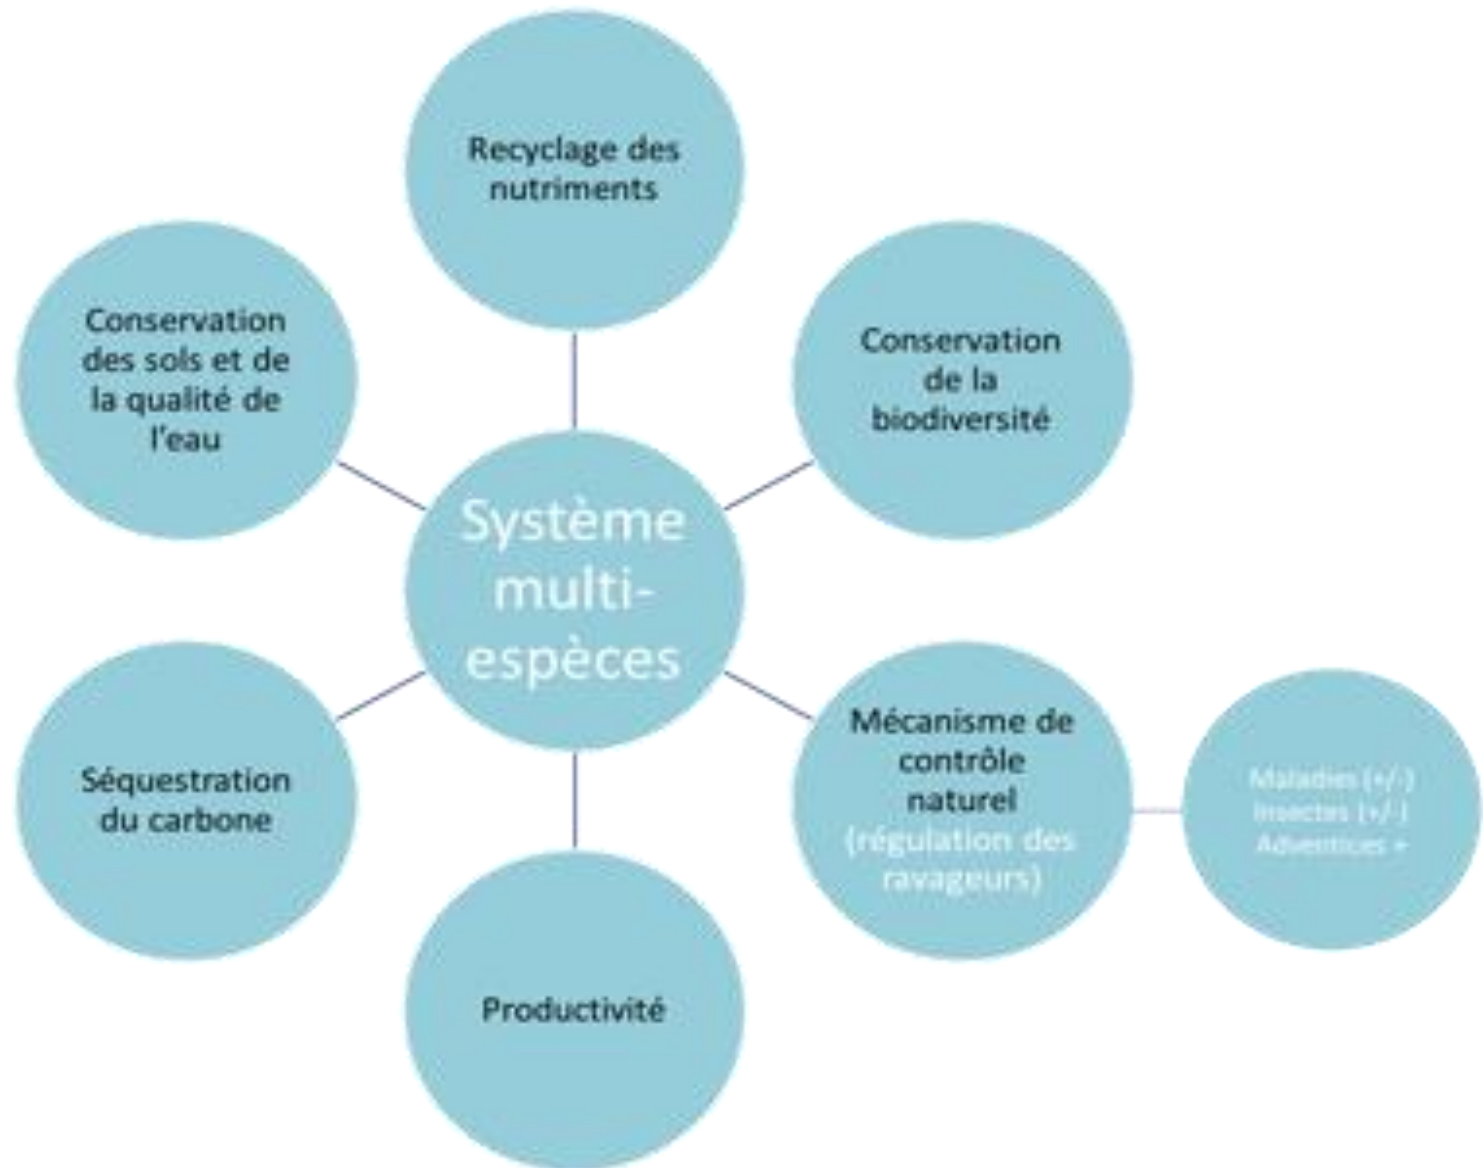 Recyclage des
nutriments
Conservation
des sols et de
la qualité de
l'eau
Conservation
de la
biodiversité
Système
multi-
espèces
Séquestration
du carbone
Mécanisme de
contrôle
naturel
(régulation des
ravageurs)
Maladies (+/-)
Insectes (+/-)
Adventices +
Productivité